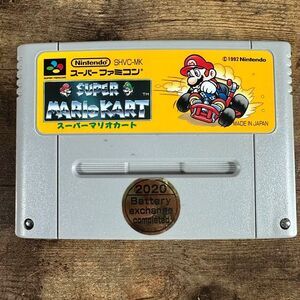 Nintendo SHVC-MK
スーパーファミコン
SUPER
MARIO KART TM
スーパーマリオカート
©1992 Nintendo
MADE IN JAPAN
2020
Battery
exchange
completed